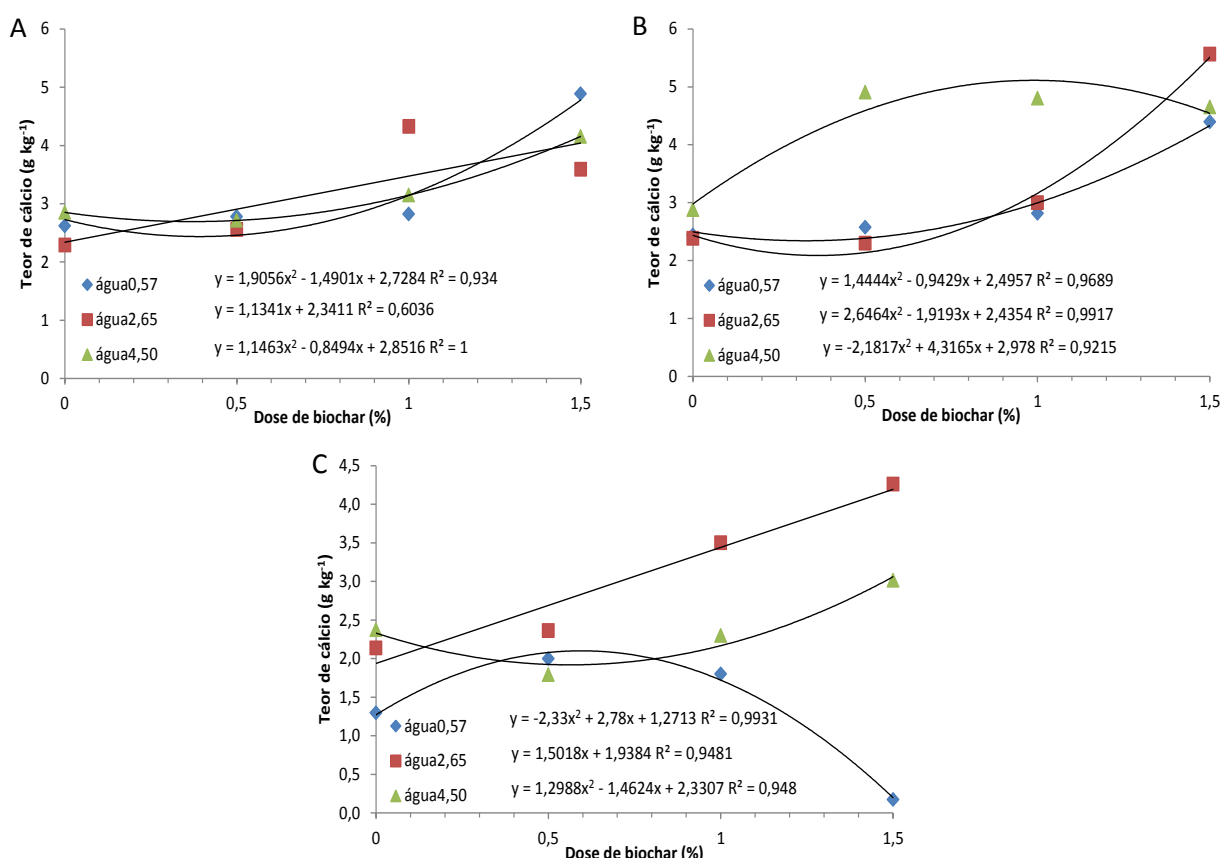 A
Teor de cálcio (g kg⁻¹)
6
5
4
3
2
1
0
água0,57 y = 1,9056x² - 1,4901x + 2,7284 R² = 0,934
água2,65 y = 1,1341x + 2,3411 R² = 0,6036
água4,50 y = 1,1463x² - 0,8494x + 2,8516 R² = 1
0 0,5 1 1,5
Dose de biochar (%)
B
Teor de cálcio (g kg⁻¹)
6
5
4
3
2
1
0
água0,57 y = 1,4444x² - 0,9429x + 2,4957 R² = 0,9689
água2,65 y = 2,6464x² - 1,9193x + 2,4354 R² = 0,9917
água4,50 y = -2,1817x² + 4,3165x + 2,978 R² = 0,9215
0 0,5 1 1,5
Dose de biochar (%)
C
Teor de cálcio (g kg⁻¹)
4,5
4,0
3,5
3,0
2,5
2,0
1,5
1,0
0,5
0,0
água0,57 y = -2,33x² + 2,78x + 1,2713 R² = 0,9931
água2,65 y = 1,5018x + 1,9384 R² = 0,9481
água4,50 y = 1,2988x² - 1,4624x + 2,3307 R² = 0,948
0 0,5 1 1,5
Dose de biochar (%)